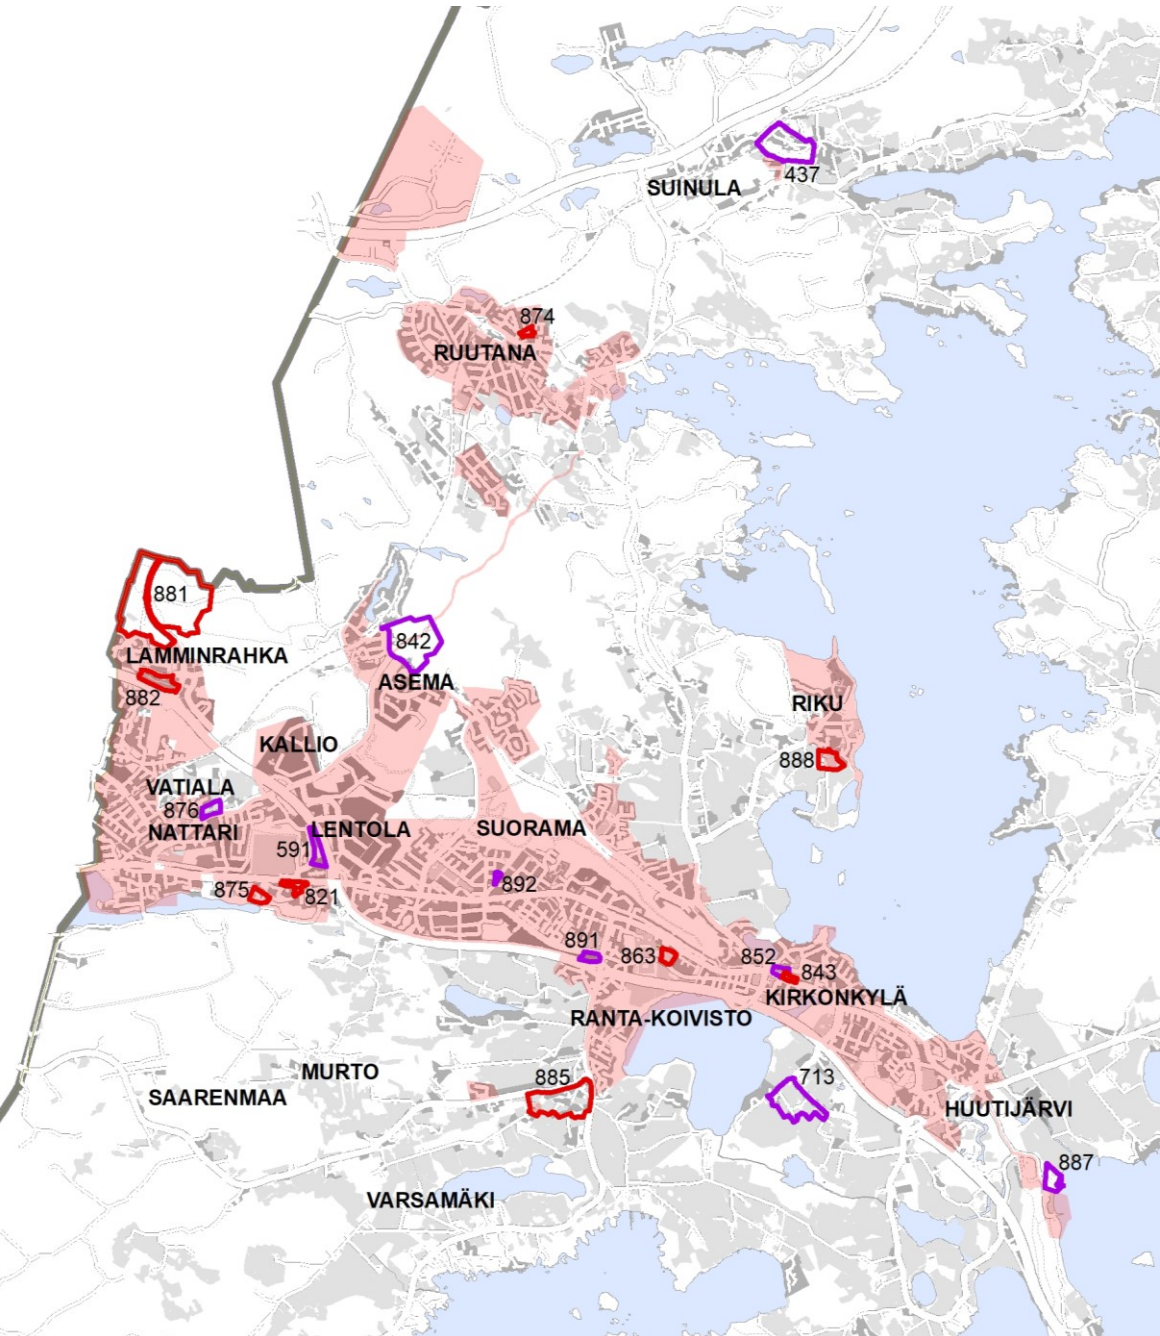 437
SUINULA
874
RUUTANA
881
842
LAMMINRAHKA
ASEMA
882
RIKU
KALLIO
888
VATIALA
876
NATTARI
LENTOLA
SUORAMA
591
892
875
821
891
863
852
843
KIRKONKYLÄ
RANTA-KOIVISTO
MURTO
885
713
SAARENMAA
HUUTIJÄRVI
887
VARSAMÄKI